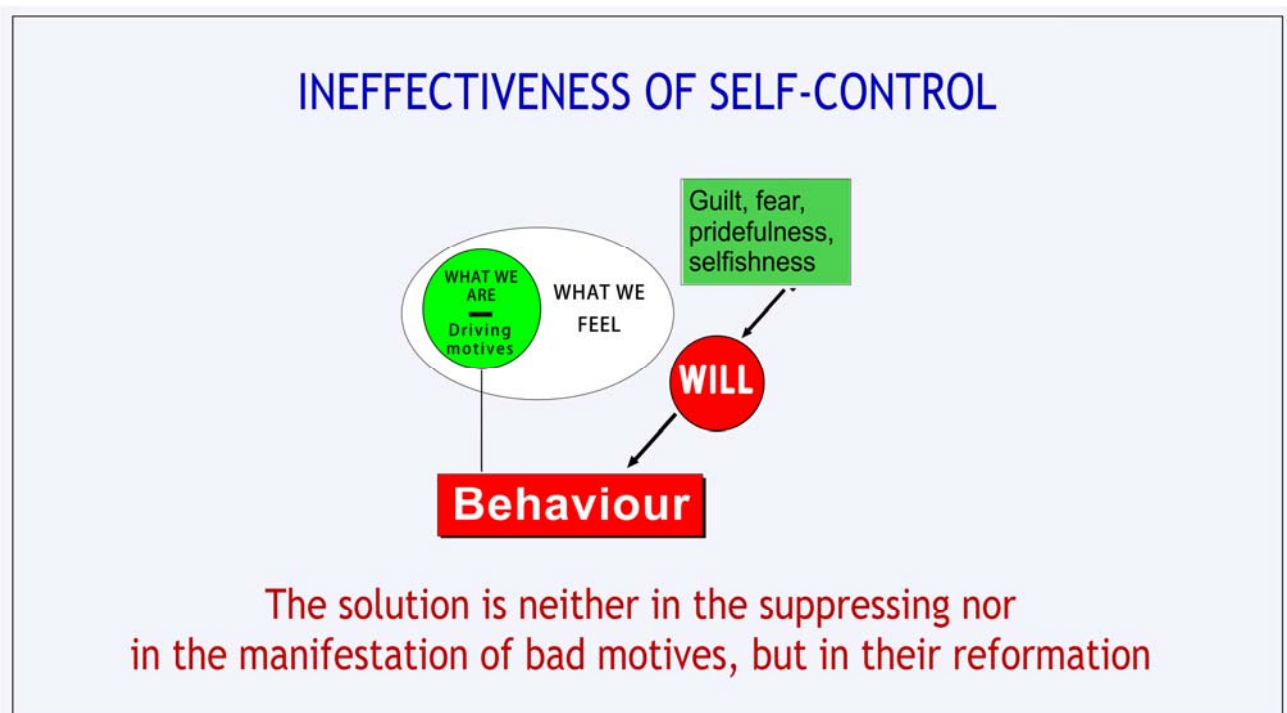 INEFFECTIVENESS OF SELF-CONTROL
Guilt, fear,
pridefulness,
selfishness
WHAT WE
ARE
Driving
motives
WHAT WE
FEEL
WILL
Behaviour
The solution is neither in the suppressing nor
in the manifestation of bad motives, but in their reformation